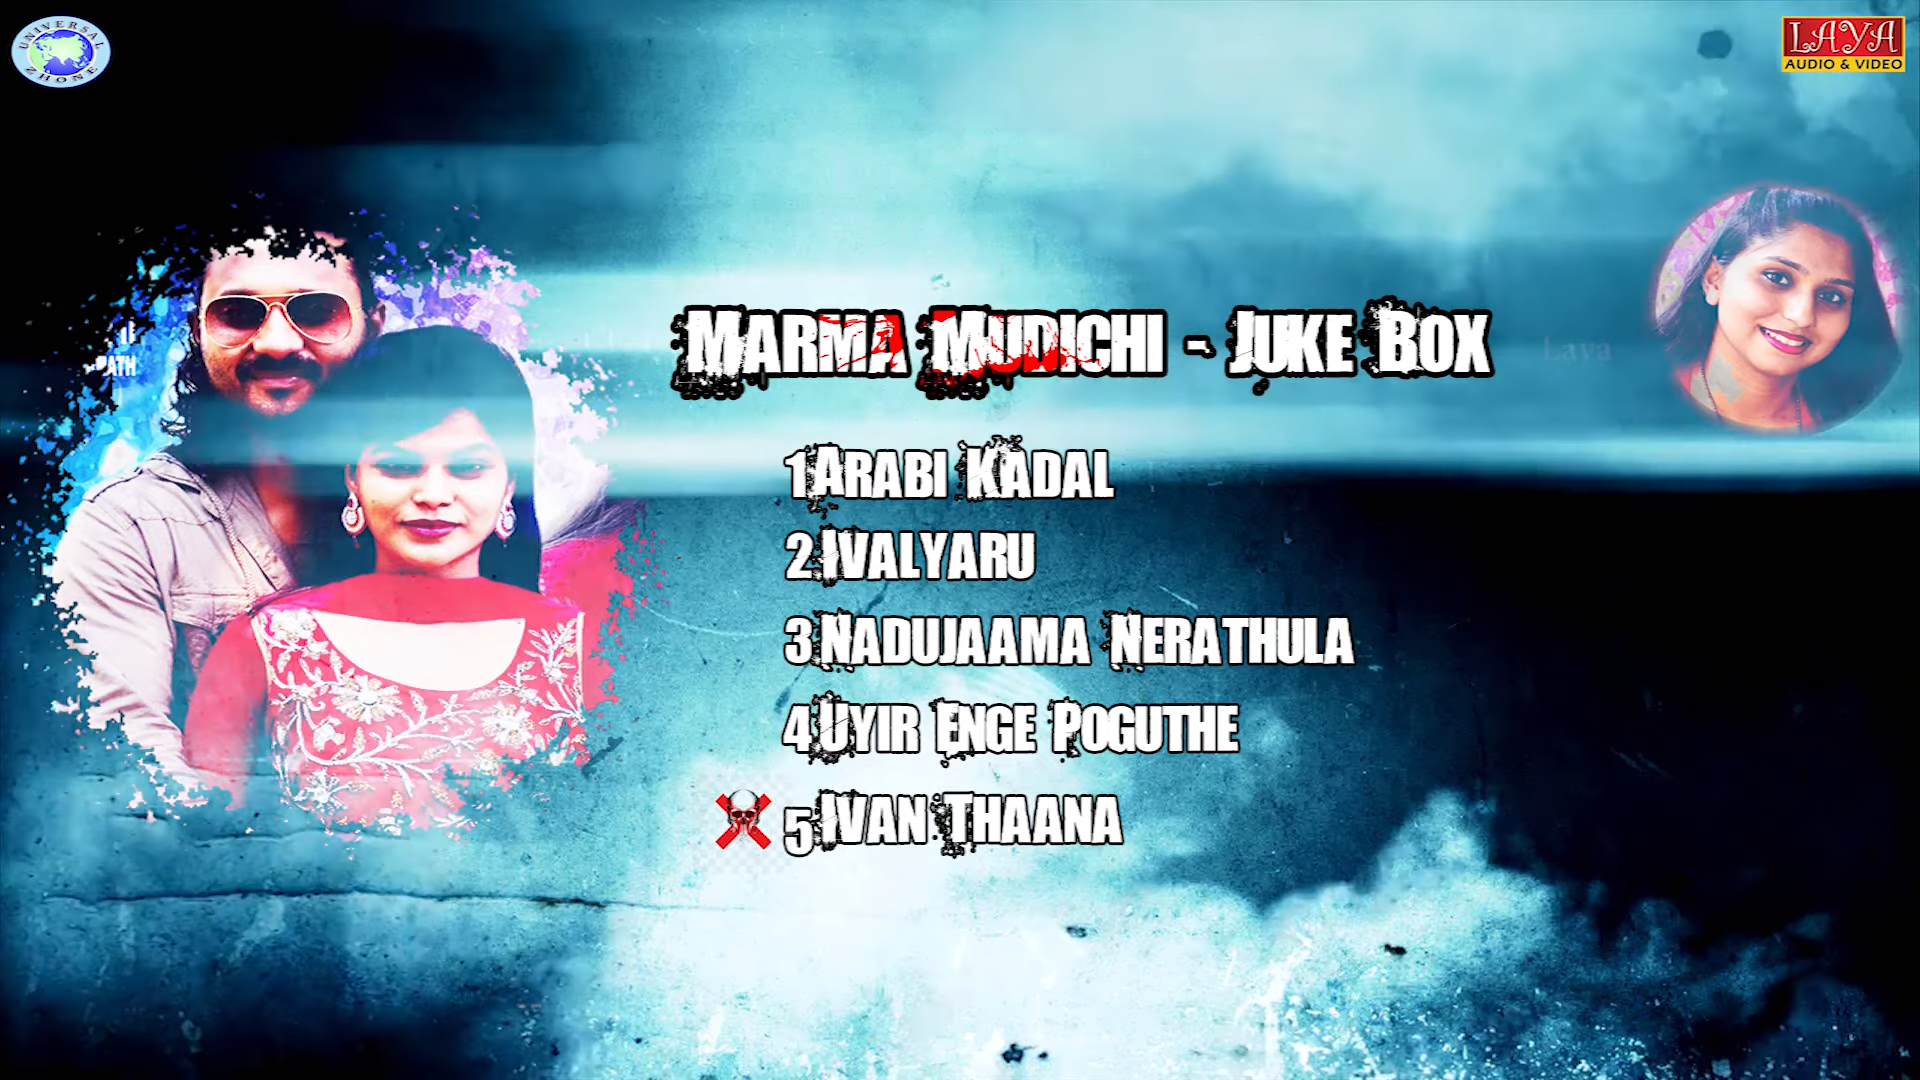 UNIVERSAL
ZHONE
LAYA
AUDIO & VIDEO
MARMA MUDICHI - JUKE BOX
Laya
1 ARABI KADAL
2 IVALYARU
3 NADUJAAMA NERATHULA
4 UYIR ENGE POGUTHE
5 IVAN THAANA